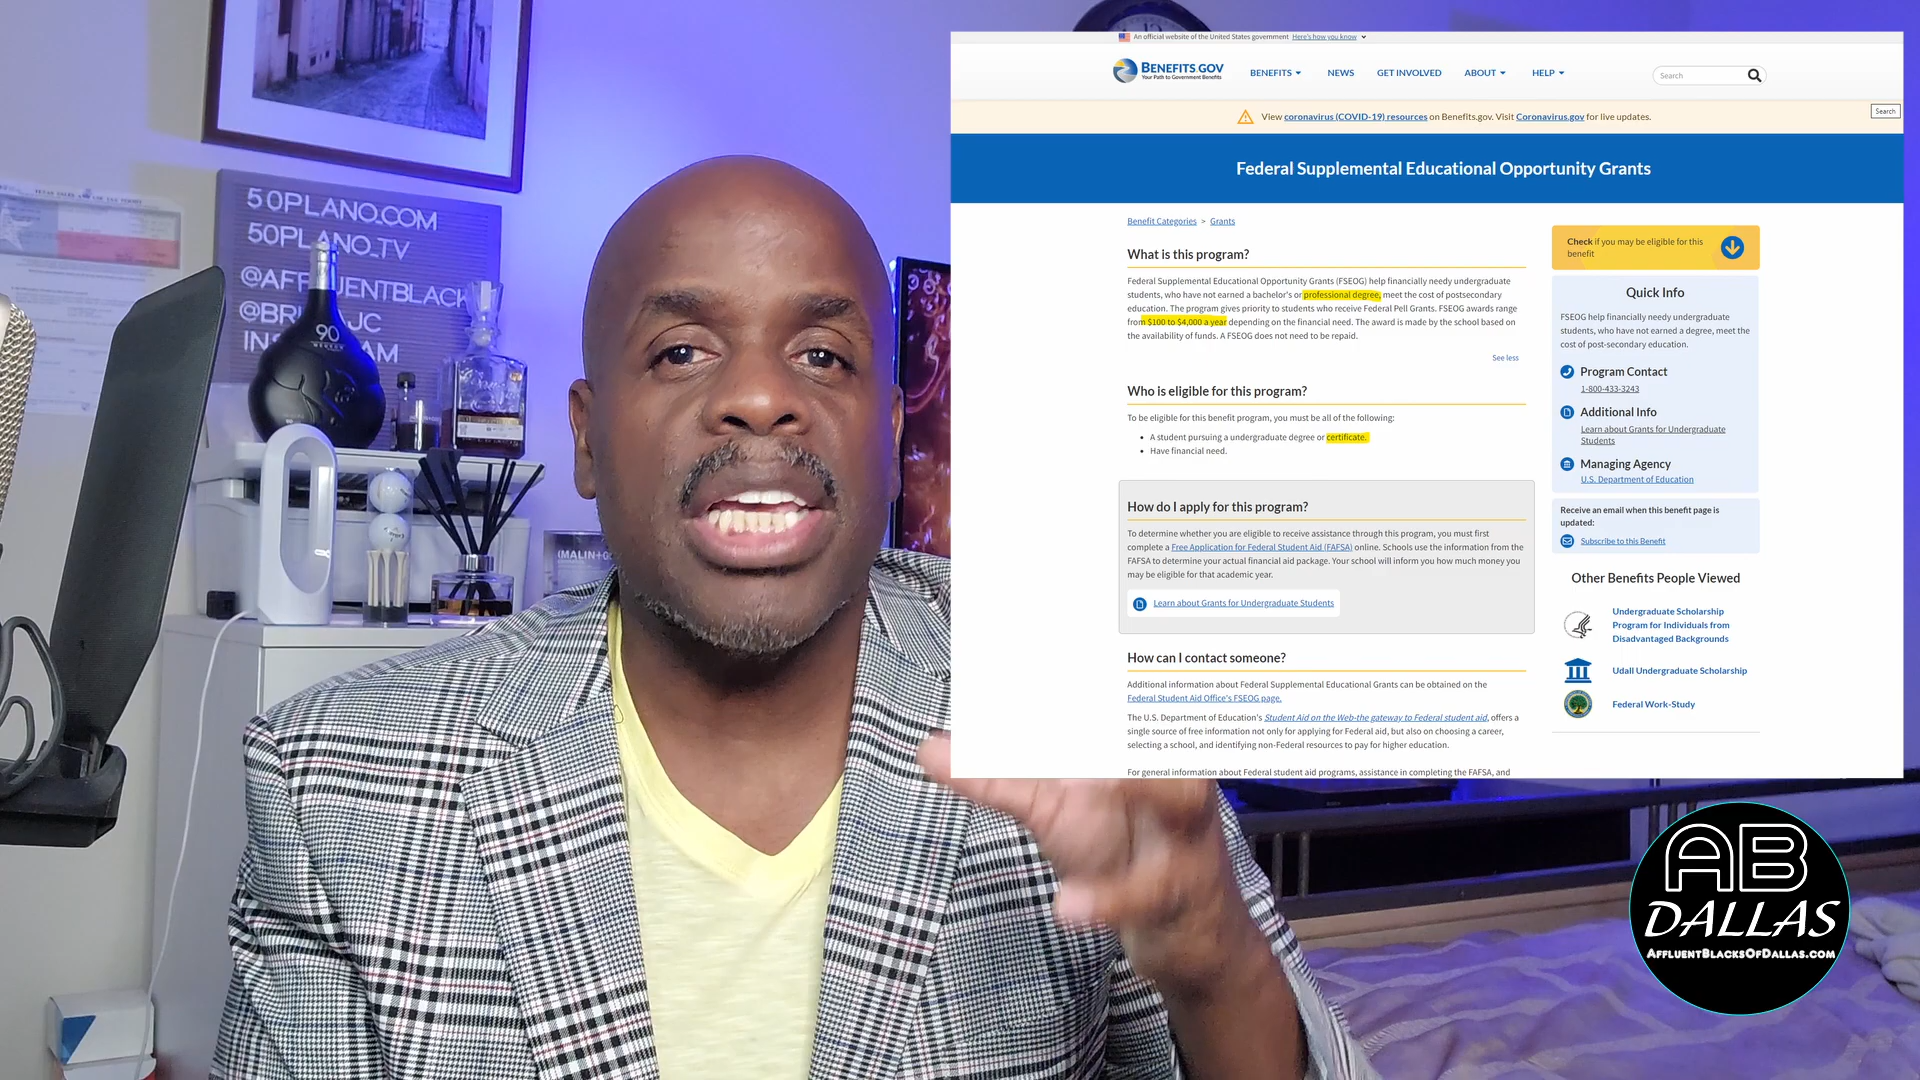 50PLANO.COM
50PLANO_TV
@AFFLUENTBLACK
90
An official website of the United States government Here's how you know
BENEFITS.GOV
Your Path to Government Benefits
BENEFITS
NEWS
GET INVOLVED
ABOUT
HELP
Search
View coronavirus (COVID-19) resources on Benefits.gov. Visit Coronavirus.gov for live updates.
Search
Federal Supplemental Educational Opportunity Grants
Benefit Categories > Grants
What is this program?
Federal Supplemental Educational Opportunity Grants (FSEOG) help financially needy undergraduate
students, who have not earned a bachelor's or professional degree, meet the cost of postsecondary
education. The program gives priority to students who receive Federal Pell Grants. FSEOG awards range
from $100 to $4,000 a year depending on the financial need. The award is made by the school based on
the availability of funds. A FSEOG does not need to be repaid.
See less
Who is eligible for this program?
To be eligible for this benefit program, you must be all of the following:
• A student pursuing a undergraduate degree or certificate.
• Have financial need.
How do I apply for this program?
To determine whether you are eligible to receive assistance through this program, you must first
complete a Free Application for Federal Student Aid (FAFSA) online. Schools use the information from the
FAFSA to determine your actual financial aid package. Your school will inform you how much money you
may be eligible for that academic year.
Learn about Grants for Undergraduate Students
How can I contact someone?
Additional information about Federal Supplemental Educational Grants can be obtained on the
Federal Student Aid Office's FSEOG page.
The U.S. Department of Education's Student Aid on the Web-the gateway to Federal student aid, offers a
single source of free information not only for applying for Federal aid, but also on choosing a career,
selecting a school, and identifying non-Federal resources to pay for higher education.
For general information about Federal student aid programs, assistance in completing the FAFSA, and
Check if you may be eligible for this
benefit
Quick Info
FSEOG help financially needy undergraduate
students, who have not earned a degree, meet the
cost of post-secondary education.
Program Contact
1-800-433-3243
Additional Info
Learn about Grants for Undergraduate
Students
Managing Agency
U.S. Department of Education
Receive an email when this benefit page is
updated:
Subscribe to this Benefit
Other Benefits People Viewed
Undergraduate Scholarship
Program for Individuals from
Disadvantaged Backgrounds
Udall Undergraduate Scholarship
Federal Work-Study
AB
DALLAS
AFFLUENTBLACKSOFDALLAS.COM